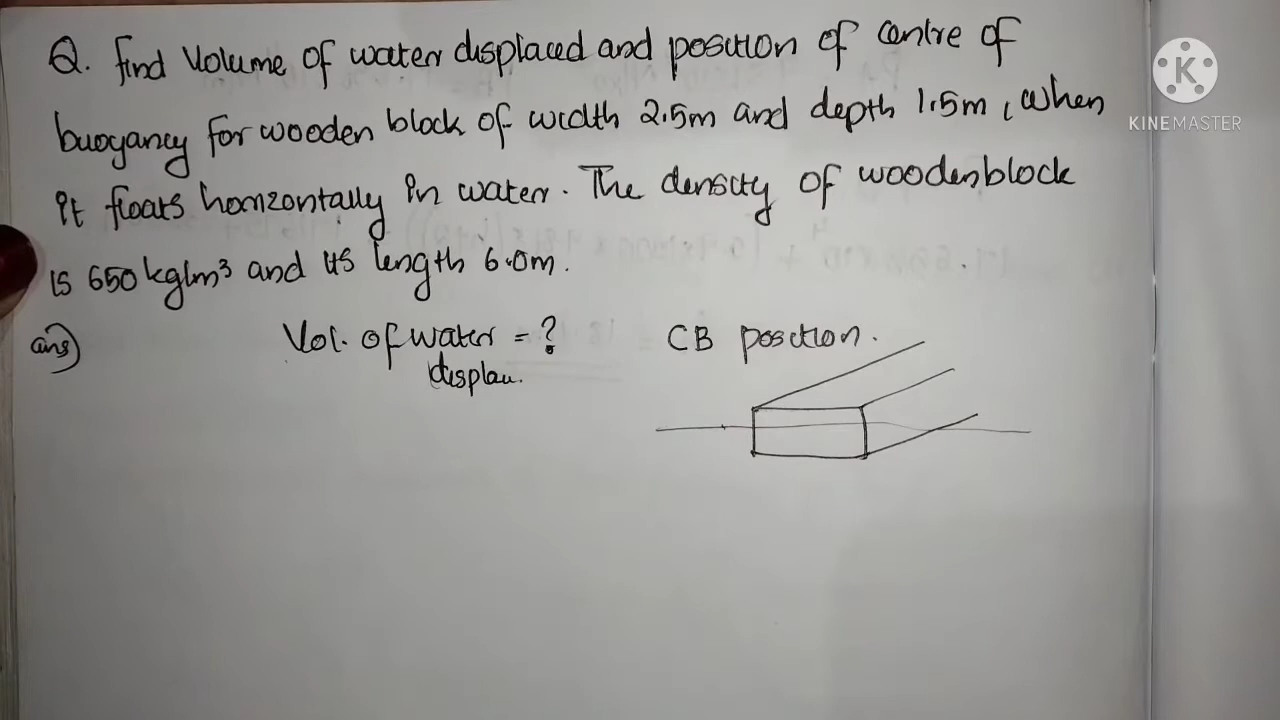 Q. Find Volume of water displaced and position of centre of
buoyancy for wooden block of width 2.5m and depth 1.5m, when
it floats horizontally in water. The density of wooden block
is 650 kg/m³ and its length 6.0m.
ans) Vol. of water = ? CB position.
displau.
K
KINEMASTER